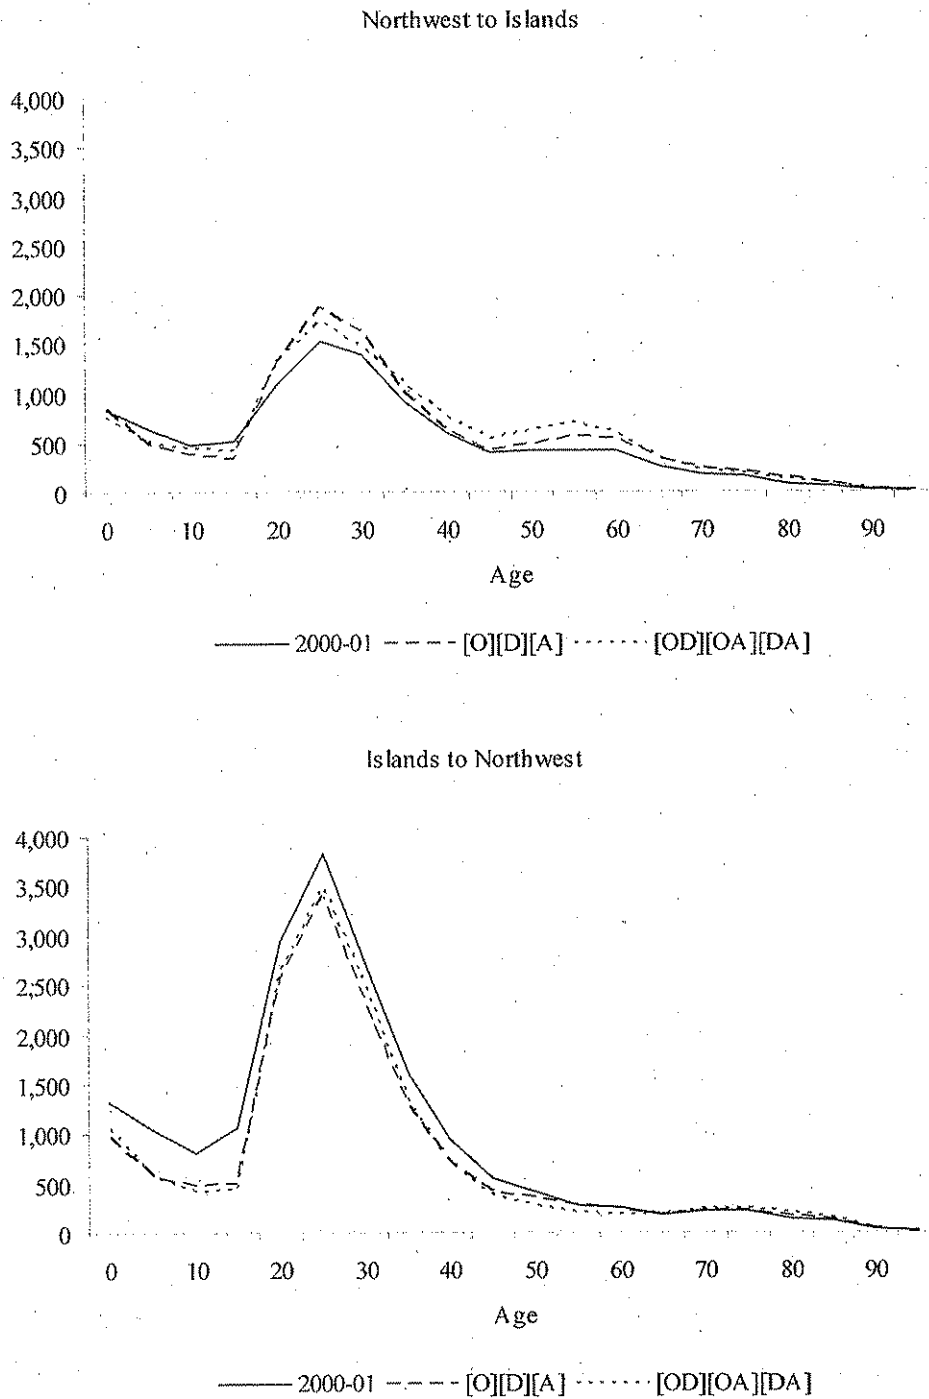 Northwest to Islands
4,000
3,500
3,000
2,500
2,000
1,500
1,000
500
0
0 10 20 30 40 50 60 70 80 90
Age
2000-01 [O][D][A] [OD][OA][DA]
Islands to Northwest
4,000
3,500
3,000
2,500
2,000
1,500
1,000
500
0
0 10 20 30 40 50 60 70 80 90
Age
2000-01 [O][D][A] [OD][OA][DA]